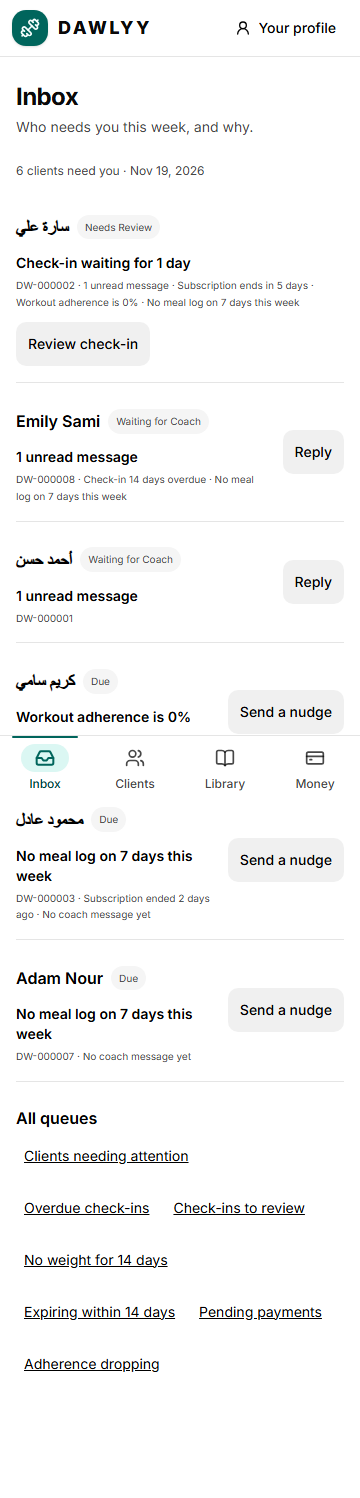 DAWLYY
Your profile
Inbox
Who needs you this week, and why.
6 clients need you · Nov 19, 2026
سارة علي Needs Review
Check-in waiting for 1 day
DW-000002 · 1 unread message · Subscription ends in 5 days ·
Workout adherence is 0% · No meal log on 7 days this week
Review check-in
Emily Sami Waiting for Coach
1 unread message
DW-000008 · Check-in 14 days overdue · No meal
log on 7 days this week
Reply
أحمد حسن Waiting for Coach
1 unread message
DW-000001
Reply
كريم سامي Due
Workout adherence is 0%
Send a nudge
Inbox
Clients
Library
Money
محمود عادل Due
No meal log on 7 days this
week
DW-000003 · Subscription ended 2 days
ago · No coach message yet
Send a nudge
Adam Nour Due
No meal log on 7 days this
week
DW-000007 · No coach message yet
Send a nudge
All queues
Clients needing attention
Overdue check-ins Check-ins to review
No weight for 14 days
Expiring within 14 days Pending payments
Adherence dropping